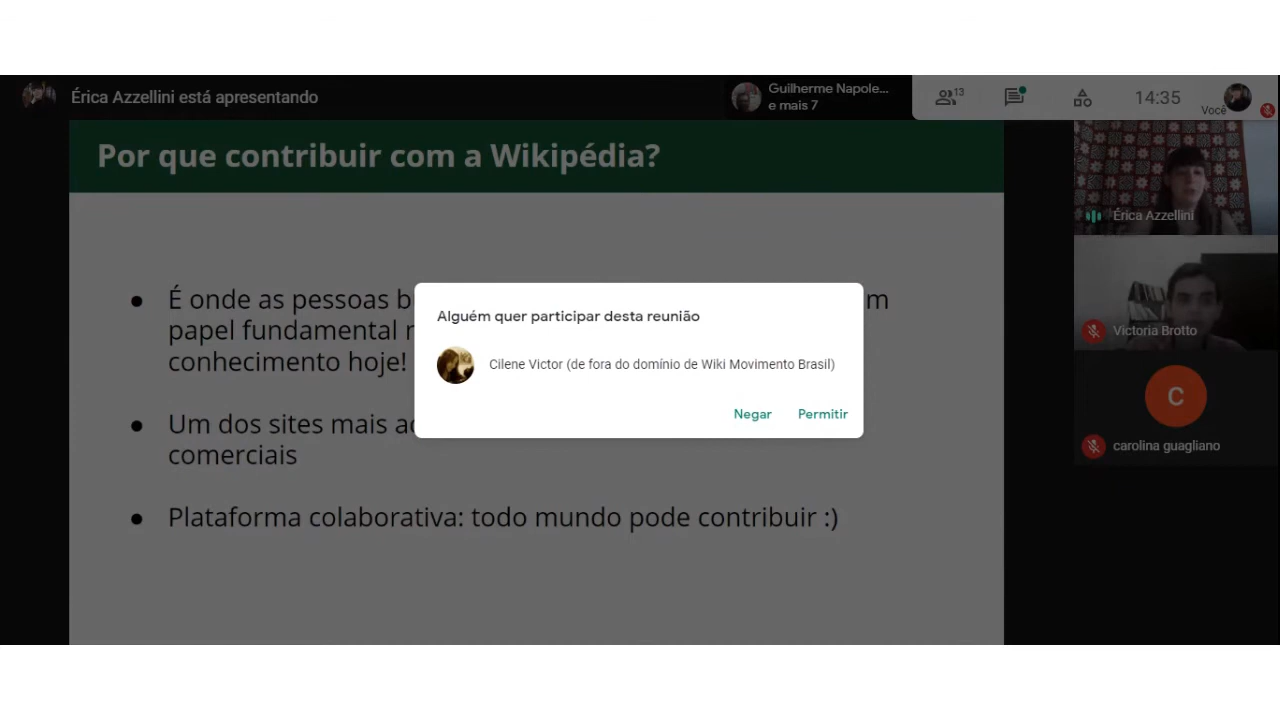 Érica Azzellini está apresentando
Guilherme Napole...
e mais 7
13
14:35
Você
Por que contribuir com a Wikipédia?
Érica Azzellini
● É onde as pessoas b
m
papel fundamental
conhecimento hoje!
Alguém quer participar desta reunião
Cilene Victor (de fora do domínio de Wiki Movimento Brasil)
Negar
Permitir
Victoria Brotto
C
carolina guagliano
● Um dos sites mais
comerciais
● Plataforma colaborativa: todo mundo pode contribuir :)